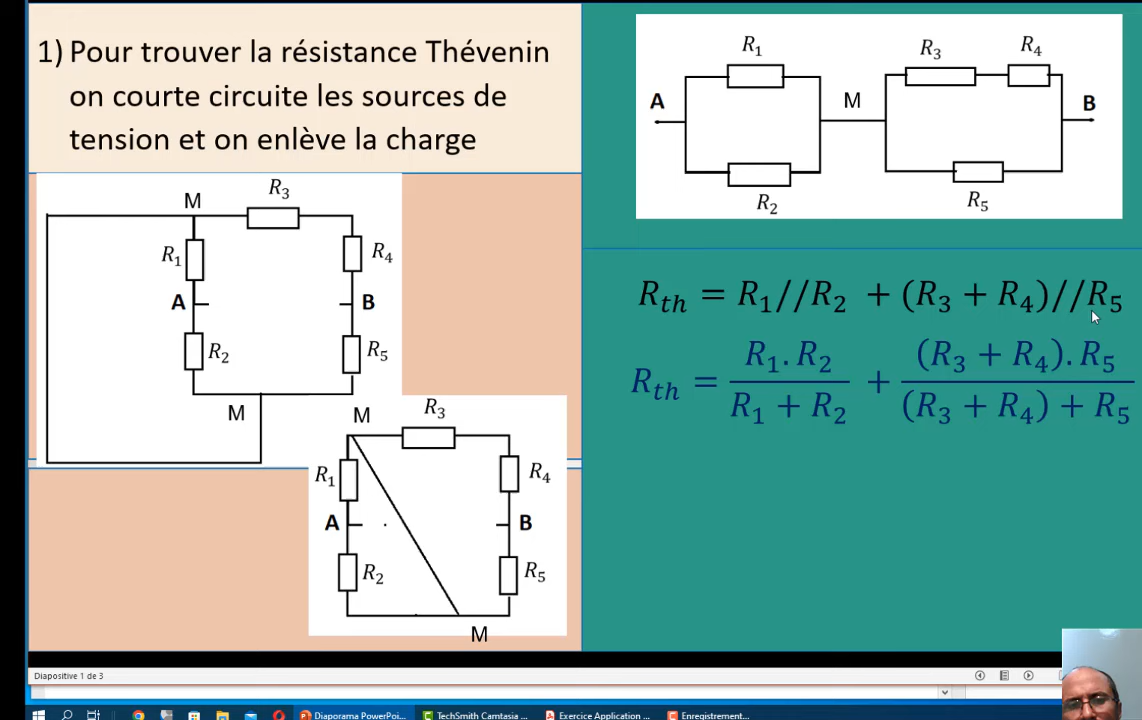 1) Pour trouver la résistance Thévenin
on courte circuite les sources de
tension et on enlève la charge
M
R₃
R₁
R₄
A
B
R₂
R₅
M
M
R₃
R₁
R₄
A
B
R₂
R₅
M
R₁
R₃
R₄
A
M
B
R₂
R₅
R_th = R₁//R₂ + (R₃ + R₄)//R₅
R_th = R₁.R₂ / R₁ + R₂ + (R₃ + R₄).R₅ / (R₃ + R₄) + R₅
Diapositive 1 de 3
Diaporama PowerPoi...
TechSmith Camtasia ...
Exercice Application ...
Enregistrement...